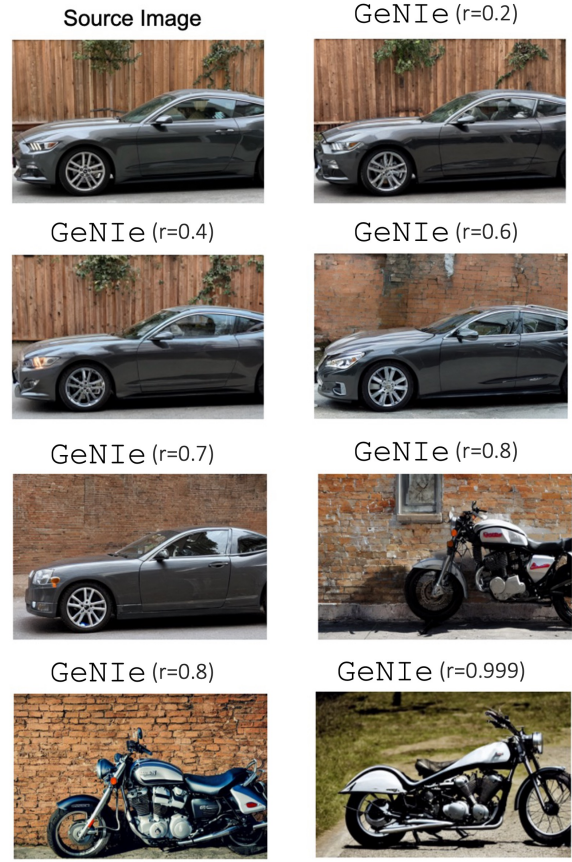 Source Image
GeNIe (r=0.2)
GeNIe (r=0.4)
GeNIe (r=0.6)
GeNIe (r=0.7)
GeNIe (r=0.8)
GeNIe (r=0.8)
GeNIe (r=0.999)